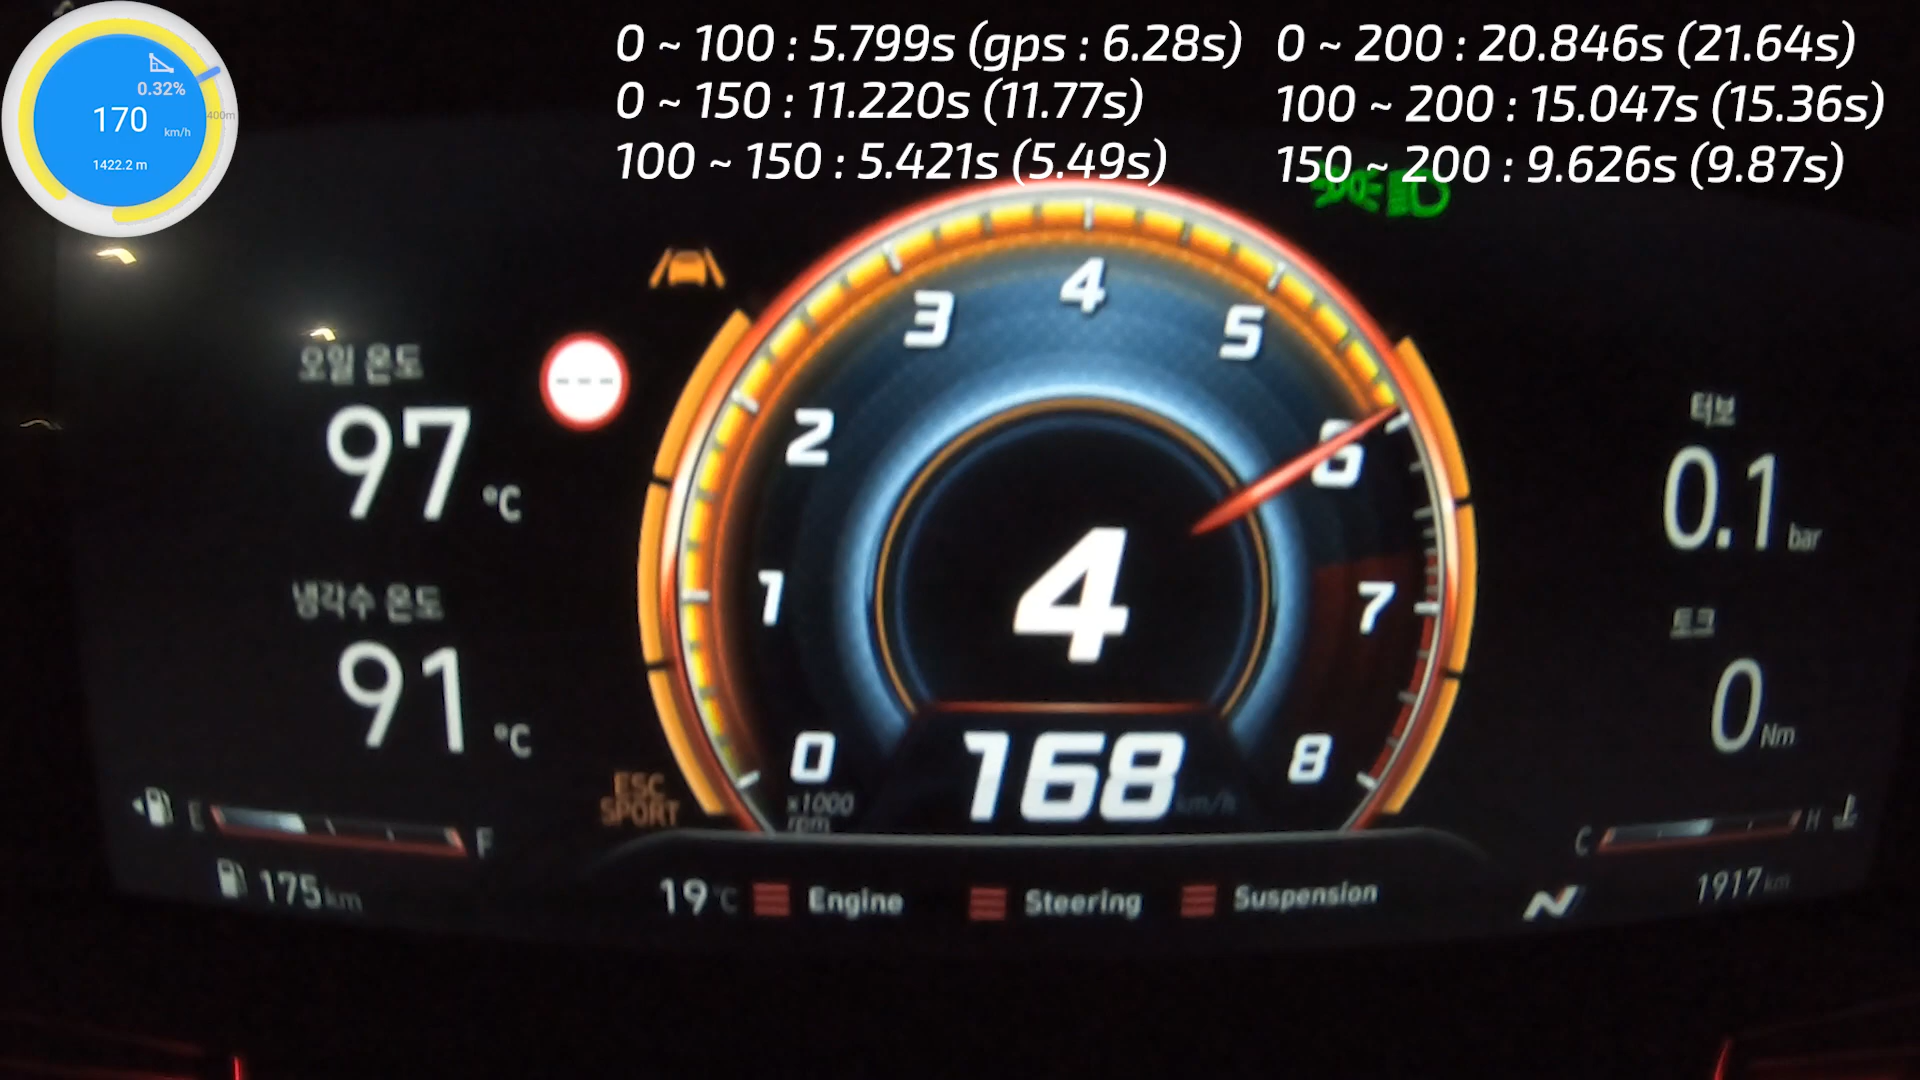 0 ~ 100 : 5.799s (gps : 6.28s)
0 ~ 150 : 11.220s (11.77s)
100 ~ 150 : 5.421s (5.49s)
0 ~ 200 : 20.846s (21.64s)
100 ~ 200 : 15.047s (15.36s)
150 ~ 200 : 9.626s (9.87s)
0.32%
170 km/h
400m
1422.2 m
오일 온도
97 °C
냉각수 온도
91 °C
E F
175 km
ESC
SPORT
---
0
1
2
3
4
5
6
7
8
x1000
rpm
4
168 km/h
터보
0.1 bar
토크
0 Nm
C H
1917 km
19 °C Engine Steering Suspension
N